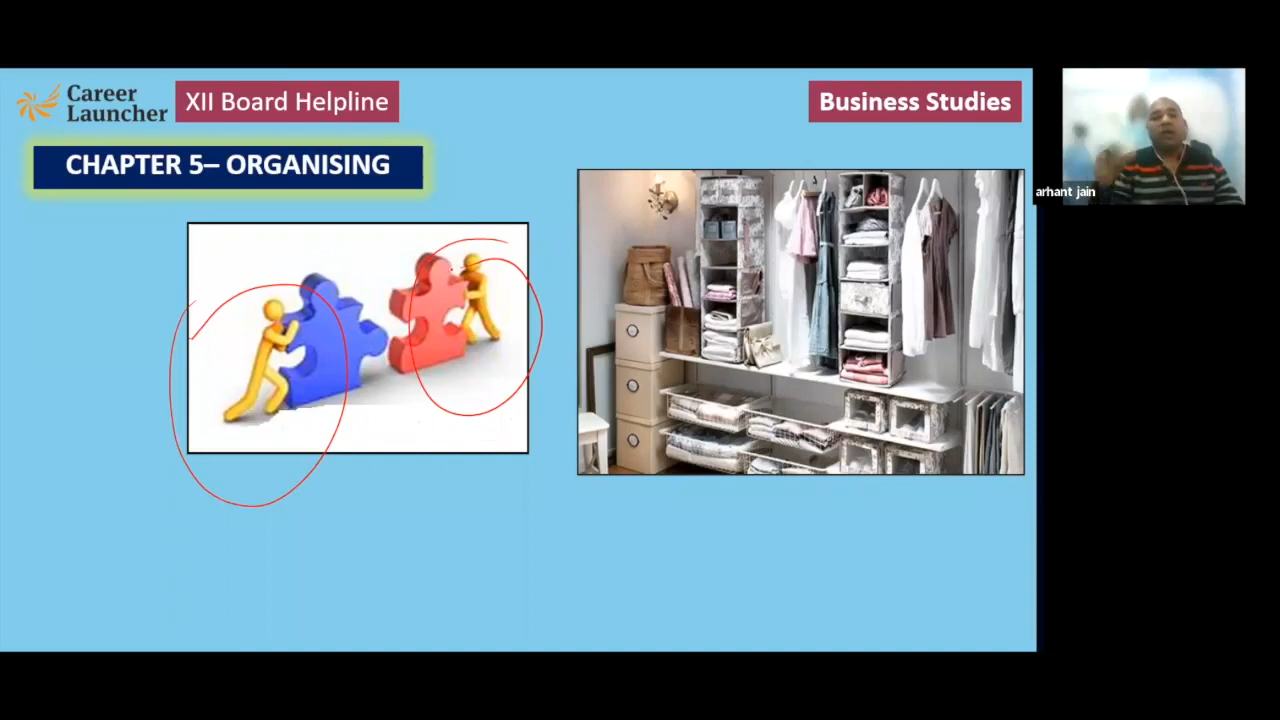 Career
Launcher
XII Board Helpline
Business Studies
CHAPTER 5– ORGANISING
arhant jain